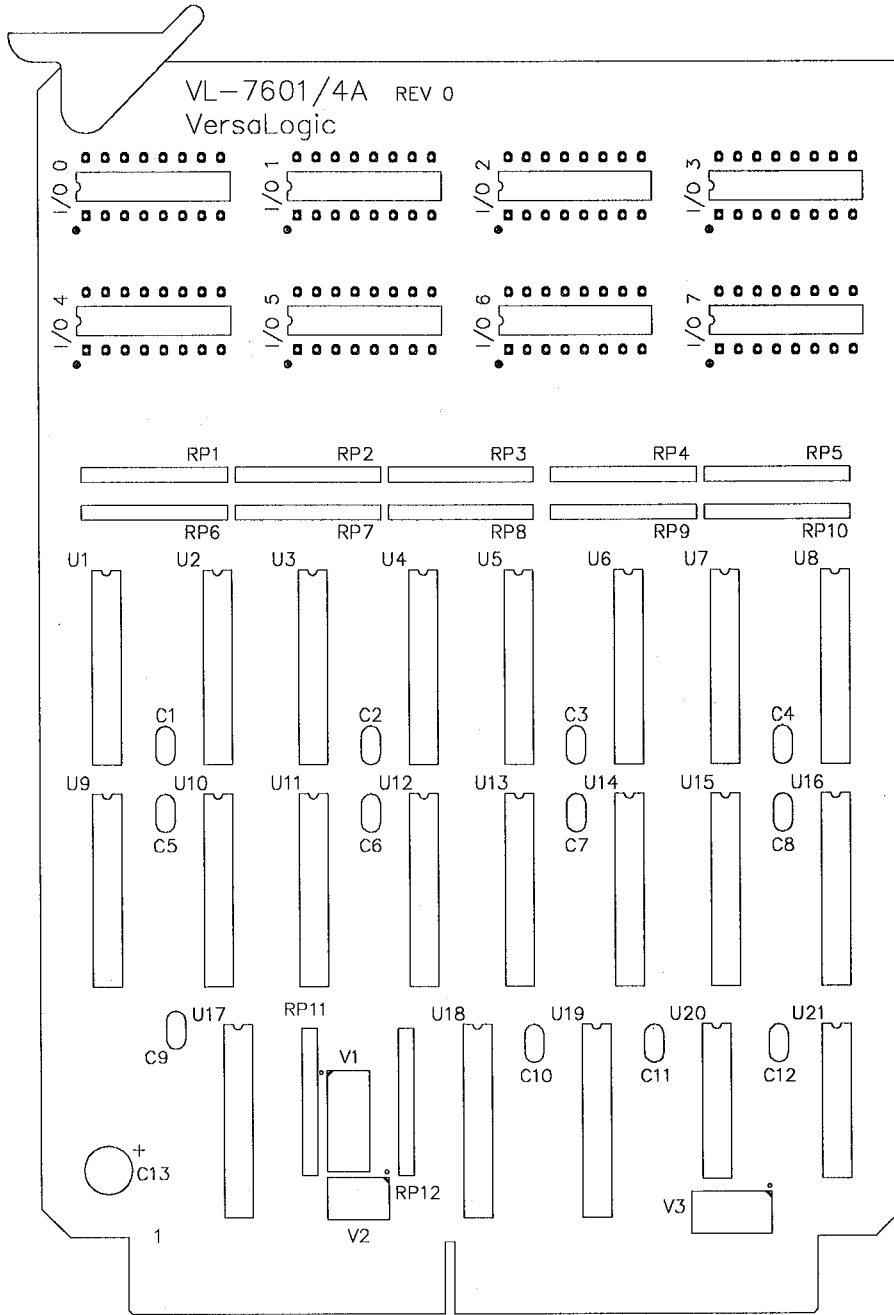 VL-7601/4A REV 0
VersaLogic
I/O 0 I/O 1 I/O 2 I/O 3
I/O 4 I/O 5 I/O 6 I/O 7
RP1 RP2 RP3 RP4 RP5
RP6 RP7 RP8 RP9 RP10
U1 U2 U3 U4 U5 U6 U7 U8
C1 C2 C3 C4
U9 U10 U11 U12 U13 U14 U15 U16
C5 C6 C7 C8
U17 RP11 U18 U19 U20 U21
C9 V1 C10 C11 C12
+
C13 RP12
V3
1 V2